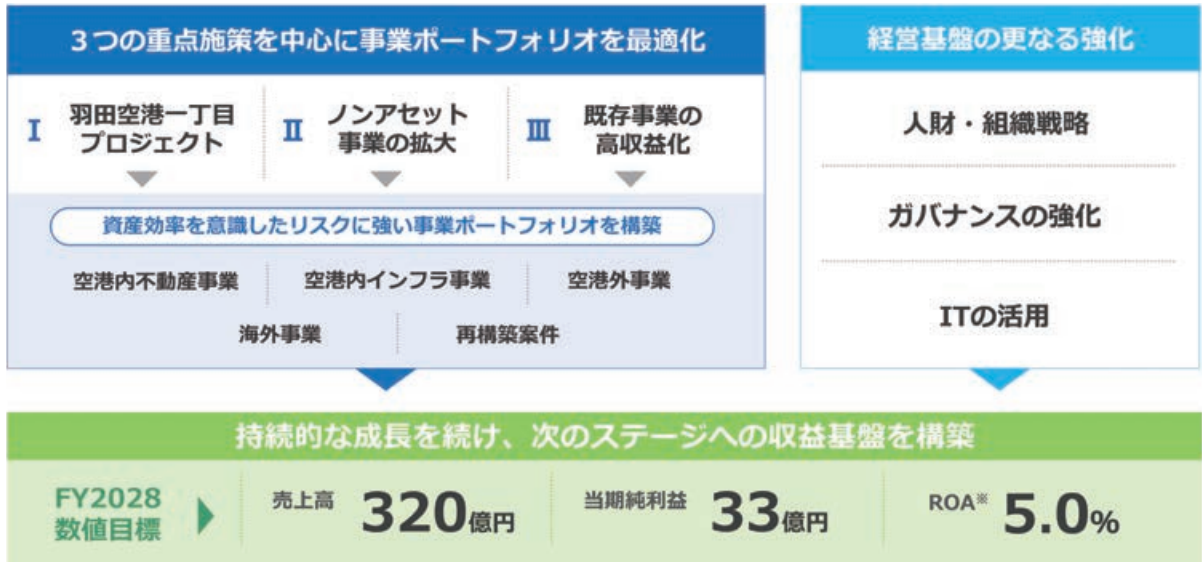 3つの重点施策を中心に事業ポートフォリオを最適化
I
羽田空港一丁目
プロジェクト
II
ノンアセット
事業の拡大
III
既存事業の
高収益化
資産効率を意識したリスクに強い事業ポートフォリオを構築
空港内不動産事業
空港内インフラ事業
空港外事業
海外事業
再構築案件
経営基盤の更なる強化
人財・組織戦略
ガバナンスの強化
ITの活用
持続的な成長を続け、次のステージへの収益基盤を構築
FY2028
数値目標
売上高 320億円
当期純利益 33億円
ROA※ 5.0%